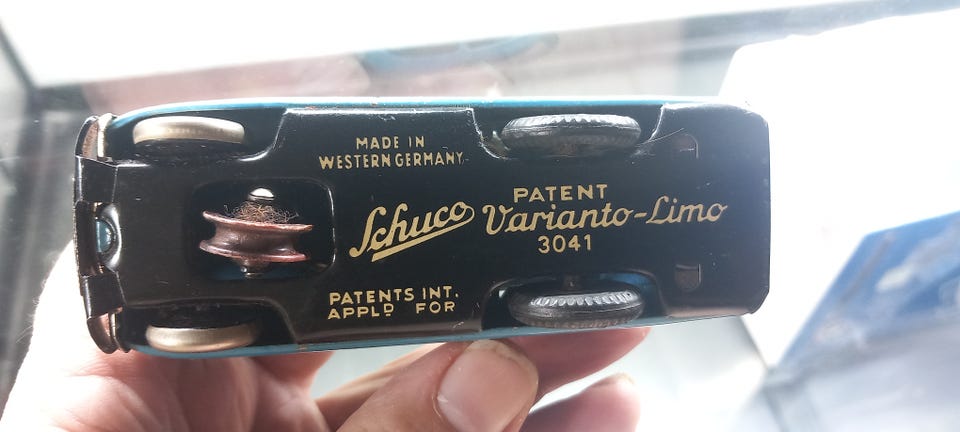 MADE IN
WESTERN GERMANY
Schuco
PATENT
Varianto-Limo
3041
PATENTS INT.
APPLD FOR